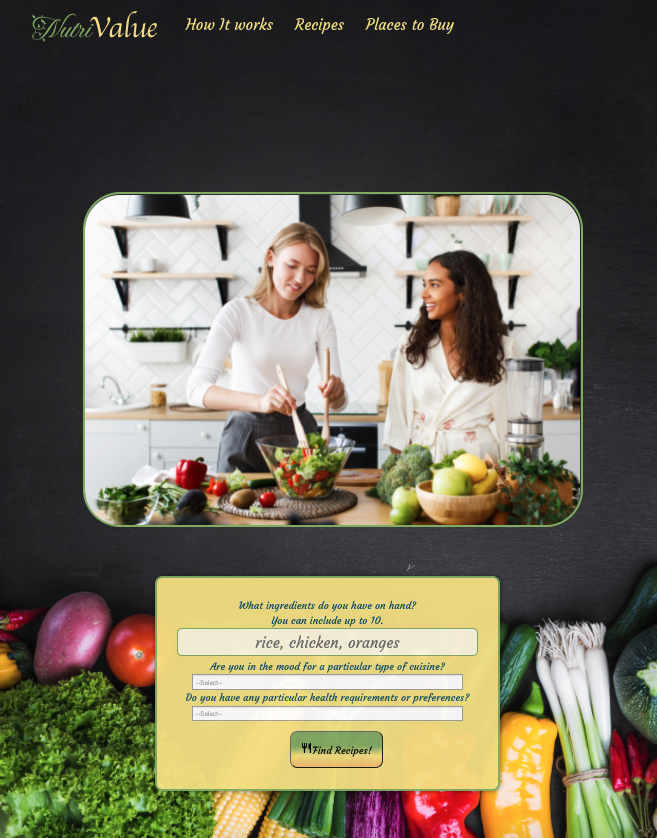 NutriValue How It works Recipes Places to Buy
What ingredients do you have on hand?
You can include up to 10.
rice, chicken, oranges
Are you in the mood for a particular type of cuisine?
--Select--
Do you have any particular health requirements or preferences?
--Select--
Find Recipes!